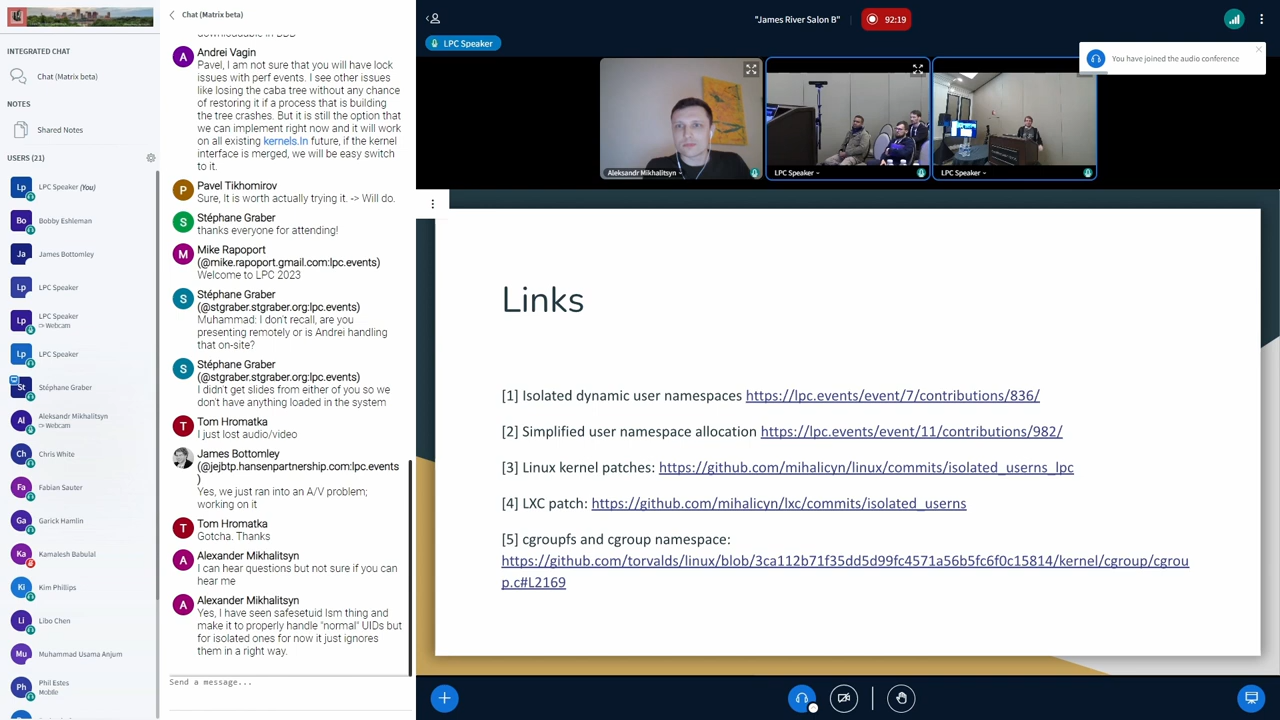 INTEGRATED CHAT
Chat (Matrix beta)
NOTES
Shared Notes
USERS (21)
Lp LPC Speaker (You)
Bo Bobby Eshleman
Ja James Bottomley
Lp LPC Speaker
Lp LPC Speaker
Webcam
Lp LPC Speaker
St Stéphane Graber
Al Aleksandr Mikhalitsyn
Webcam
Ch Chris White
Fa Fabian Sauter
Ga Garick Hamlin
Ka Kamalesh Babulal
Ki Kim Phillips
Li Libo Chen
Mu Muhammad Usama Anjum
Ph Phil Estes
Mobile
Chat (Matrix beta)
A Andrei Vagin
Pavel, I am not sure that you will have lock
issues with perf events. I see other issues
like losing the caba tree without any chance
of restoring if a process that is building
the tree crashes. But it is still the option that
we can implement right now and it will work
on all existing kernels.In future, if the kernel
interface is merged, we will be easy switch
to it.
P Pavel Tikhomirov
Sure, It is worth actually trying it. -> Will do.
S Stéphane Graber
thanks everyone for attending!
M Mike Rapoport
(@mike.rapoport.gmail.com:lpc.events)
Welcome to LPC 2023
S Stéphane Graber
(@stgraber.stgraber.org:lpc.events)
Muhammad: I don't recall, are you
presenting remotely or is Andrei handling
that on-site?
S Stéphane Graber
(@stgraber.stgraber.org:lpc.events)
I didn't get slides from either of you so we
don't have anything loaded in the system
T Tom Hromatka
I just lost audio/video
James Bottomley
(@jejbtp.hansenpartnership.com:lpc.events
)
Yes, we just ran into an A/V problem;
working on it
T Tom Hromatka
Gotcha. Thanks
A Alexander Mikhalitsyn
I can hear questions but not sure if you can
hear me
A Alexander Mikhalitsyn
Yes, I have seen safesetuid lsm thing and
make it to properly handle "normal" UIDs but
for isolated ones for now it just ignores
them in a right way.
Send a message...
"James River Salon B"
92:19
LPC Speaker
You have joined the audio conference
Aleksandr Mikhalitsyn
LPC Speaker
LPC Speaker
Links
[1] Isolated dynamic user namespaces https://lpc.events/event/7/contributions/836/
[2] Simplified user namespace allocation https://lpc.events/event/11/contributions/982/
[3] Linux kernel patches: https://github.com/mihalicyn/linux/commits/isolated_userns_lpc
[4] LXC patch: https://github.com/mihalicyn/lxc/commits/isolated_userns
[5] cgroupfs and cgroup namespace:
https://github.com/torvalds/linux/blob/3ca112b71f35dd5d99fc4571a56b5fc6f0c15814/kernel/cgroup/cgrou
p.c#L2169